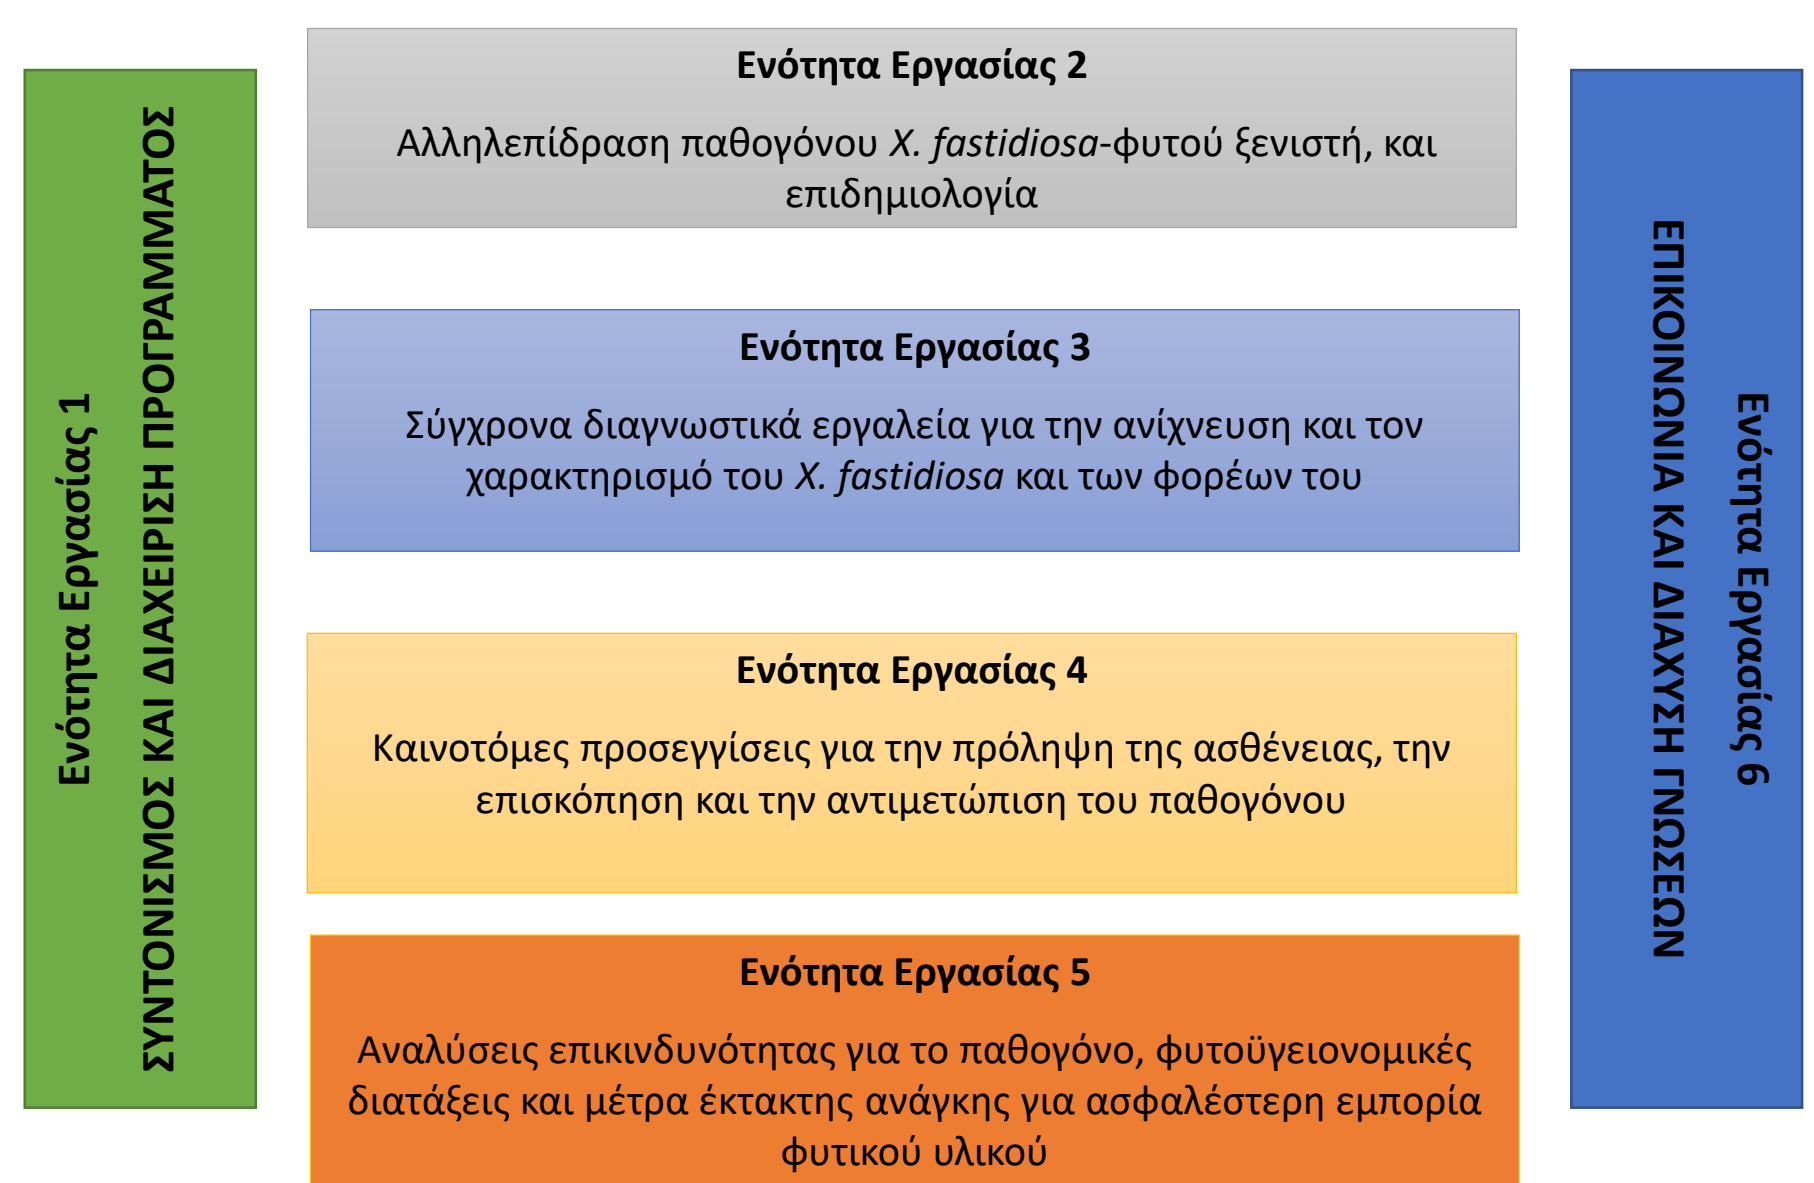 Ενότητα Εργασίας 1
ΣΥΝΤΟΝΙΣΜΟΣ ΚΑΙ ΔΙΑΧΕΙΡΙΣΗ ΠΡΟΓΡΑΜΜΑΤΟΣ
Ενότητα Εργασίας 2
Αλληλεπίδραση παθογόνου X. fastidiosa-φυτού ξενιστή, και
επιδημιολογία
Ενότητα Εργασίας 3
Σύγχρονα διαγνωστικά εργαλεία για την ανίχνευση και τον
χαρακτηρισμό του X. fastidiosa και των φορέων του
Ενότητα Εργασίας 4
Καινοτόμες προσεγγίσεις για την πρόληψη της ασθένειας, την
επισκόπηση και την αντιμετώπιση του παθογόνου
Ενότητα Εργασίας 5
Αναλύσεις επικινδυνότητας για το παθογόνο, φυτοϋγειονομικές
διατάξεις και μέτρα έκτακτης ανάγκης για ασφαλέστερη εμπορία
φυτικού υλικού
Ενότητα Εργασίας 6
ΕΠΙΚΟΙΝΩΝΙΑ ΚΑΙ ΔΙΑΧΥΣΗ ΓΝΩΣΕΩΝ